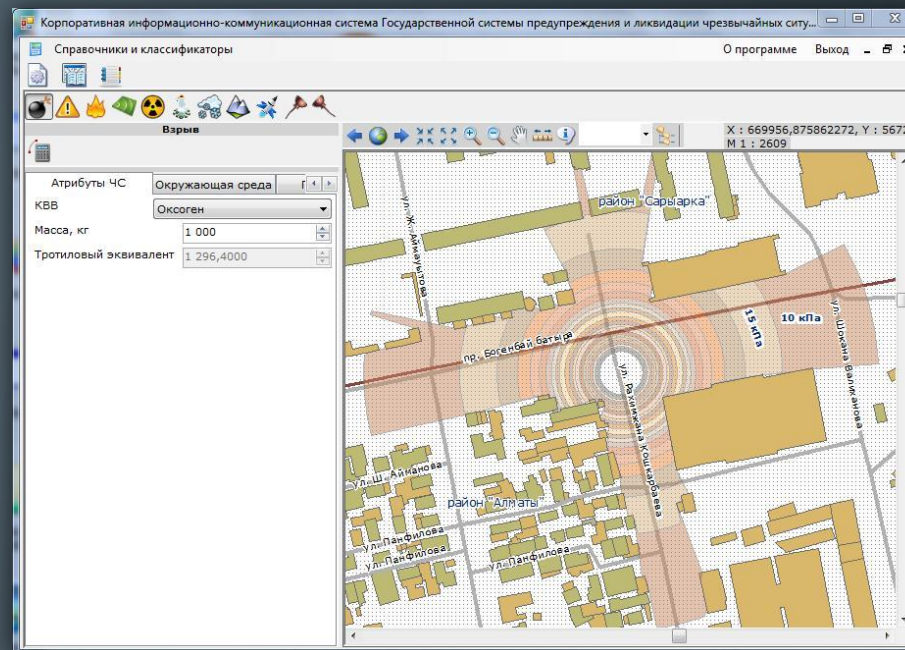 Корпоративная информационно-коммуникационная система Государственной системы предупреждения и ликвидации чрезвычайных ситу...
Справочники и классификаторы
О программе
Выход
Взрыв
X : 669956,875862272, Y : 5672
М 1 : 2609
Атрибуты ЧС
Окружающая среда
КВВ
Оксоген
Масса, кг
1 000
Тротиловый эквивалент
1 296,4000
район "Сарыарка"
ул. Ж. Аймауытова
15 кПа
10 кПа
пр. Богенбай батыра
ул. Шокана Валиханова
ул. Рахимжана Кошкарбаева
ул. Ш. Айманова
район "Алматы"
ул. Панфилова
ул. Панфилова
ул. Панфилова